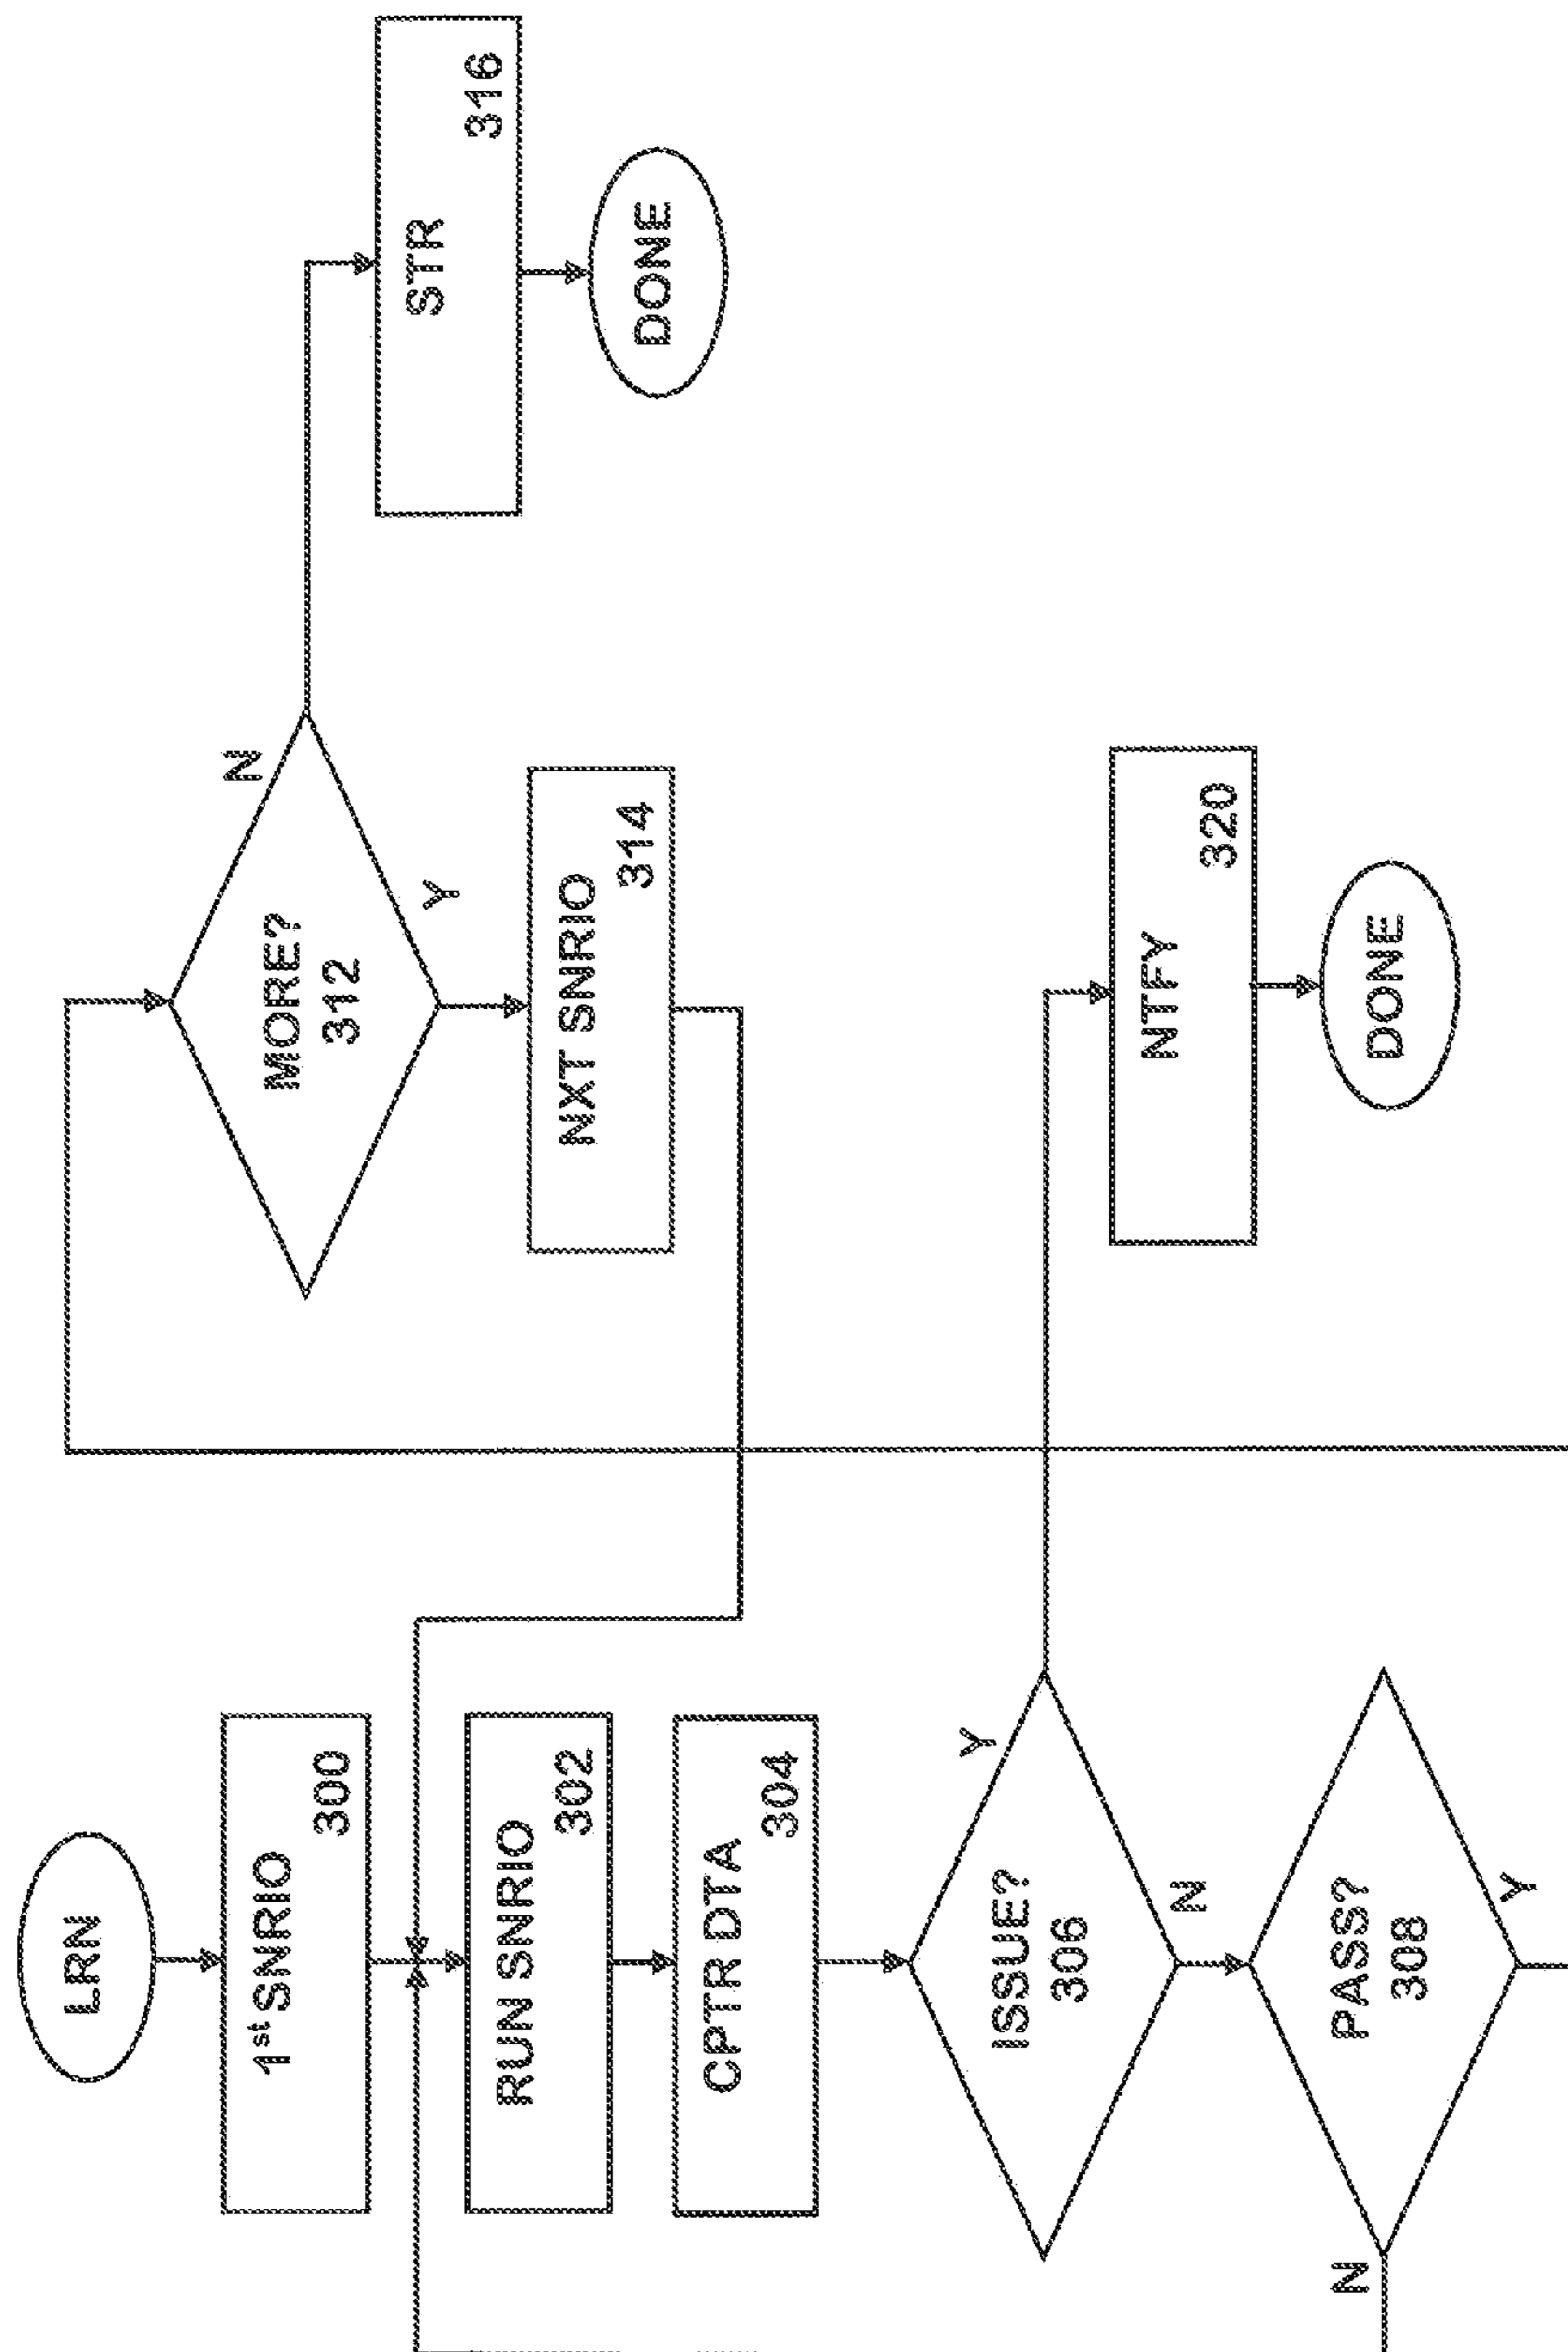 LRN
1st SNRIO
300
RUN SNRIO
302
CPTR DTA
304
ISSUE?
306
Y
N
PASS?
308
N
Y
MORE?
312
N
Y
NXT SNRIO
314
STR
316
DONE
NTFY
320
DONE